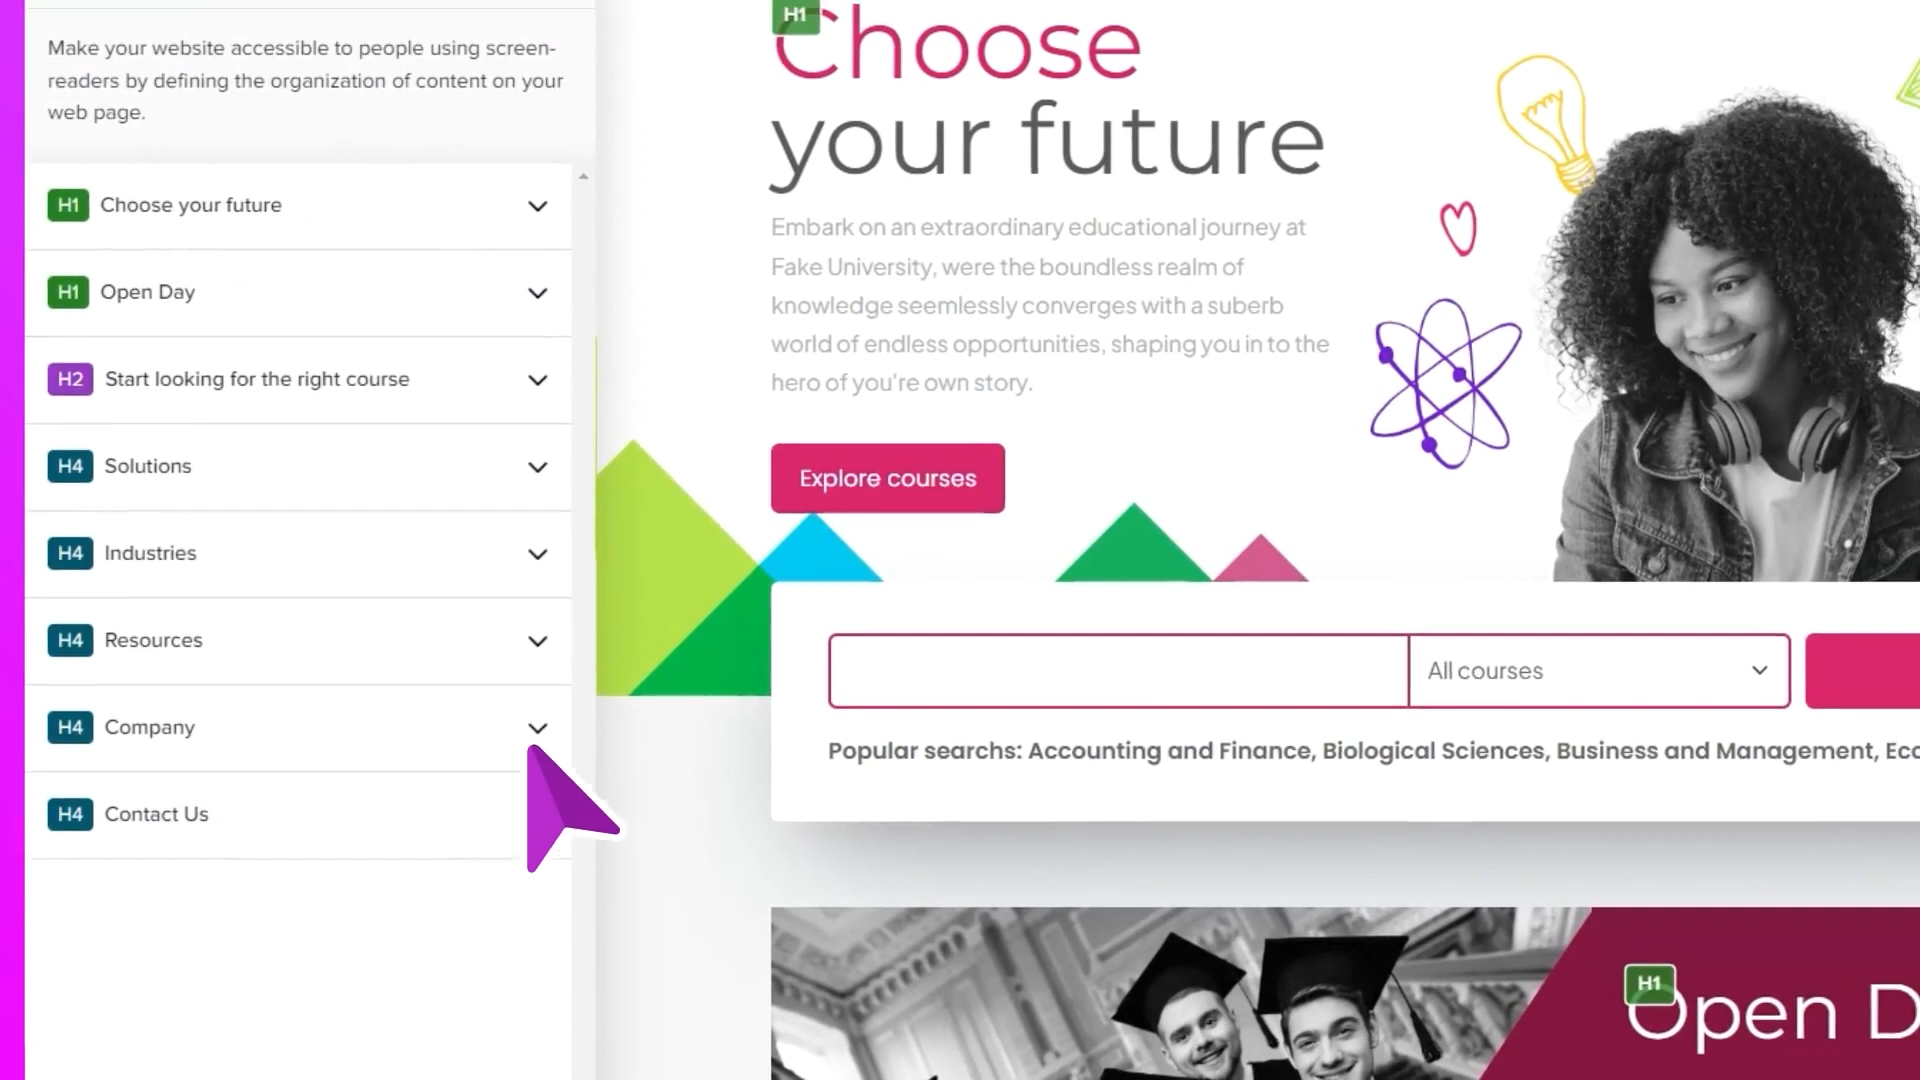 Make your website accessible to people using screen-
readers by defining the organization of content on your
web page.
H1 Choose your future
H1 Open Day
H2 Start looking for the right course
H4 Solutions
H4 Industries
H4 Resources
H4 Company
H4 Contact Us
H1
Choose
your future
Embark on an extraordinary educational journey at
Fake University, were the boundless realm of
knowledge seemlessly converges with a suberb
world of endless opportunities, shaping you in to the
hero of you're own story.
Explore courses
All courses
Popular searchs: Accounting and Finance, Biological Sciences, Business and Management, Eco
H1
Open D